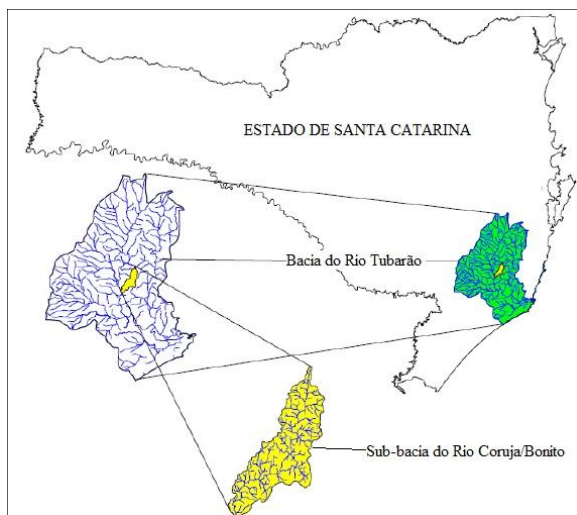 ESTADO DE SANTA CATARINA
Bacia do Rio Tubarão
Sub-bacia do Rio Coruja/Bonito